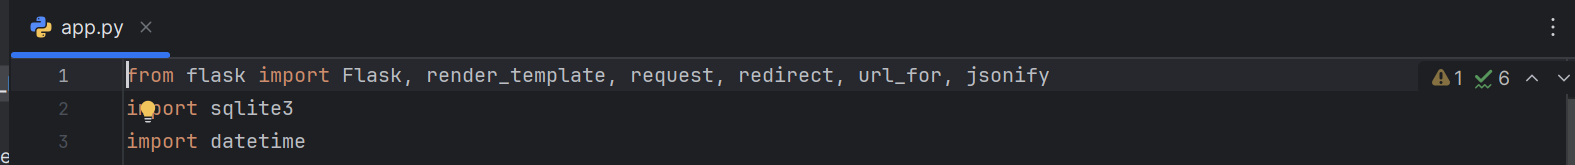 app.py
1 from flask import Flask, render_template, request, redirect, url_for, jsonify
1 6
2 import sqlite3
3 import datetime
e